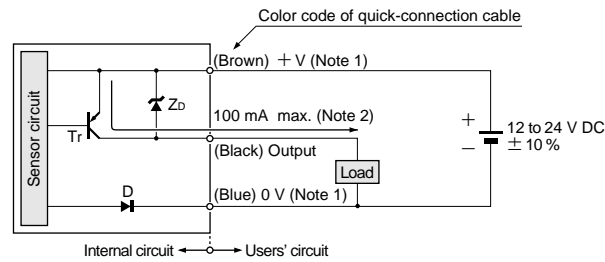 Color code of quick-connection cable
(Brown) +V (Note 1)
Sensor circuit
Tr
ZD
100 mA max. (Note 2)
+
−
12 to 24 V DC
±10 %
(Black) Output
Load
D
(Blue) 0 V (Note 1)
Internal circuit
Users' circuit